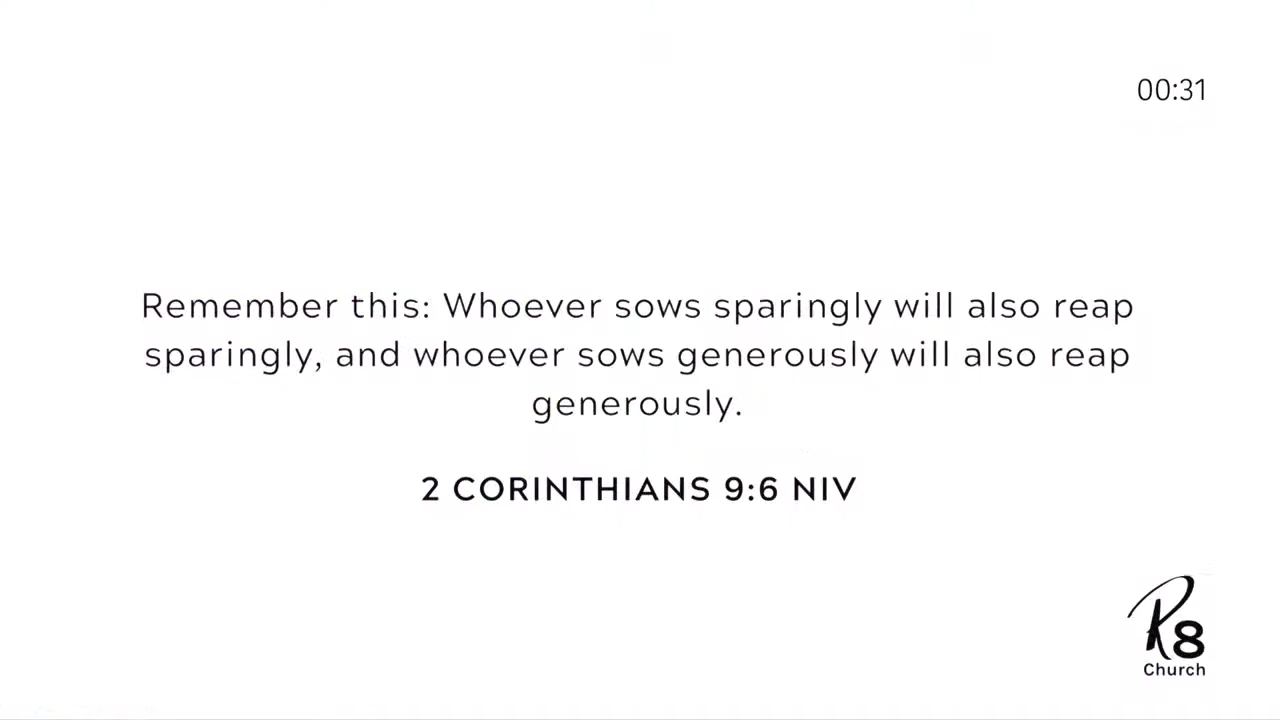 00:31
Remember this: Whoever sows sparingly will also reap
sparingly, and whoever sows generously will also reap
generously.
2 CORINTHIANS 9:6 NIV
R8
Church